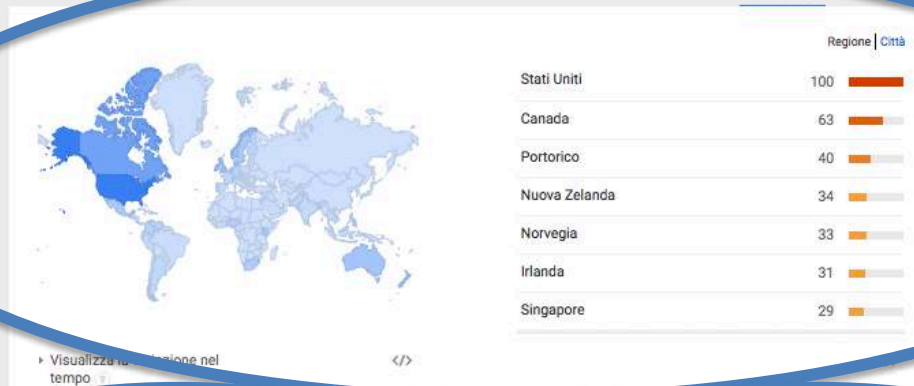 Regione | Città
Stati Uniti 100
Canada 63
Portorico 40
Nuova Zelanda 34
Norvegia 33
Irlanda 31
Singapore 29
Visualizza la nel </>
tempo